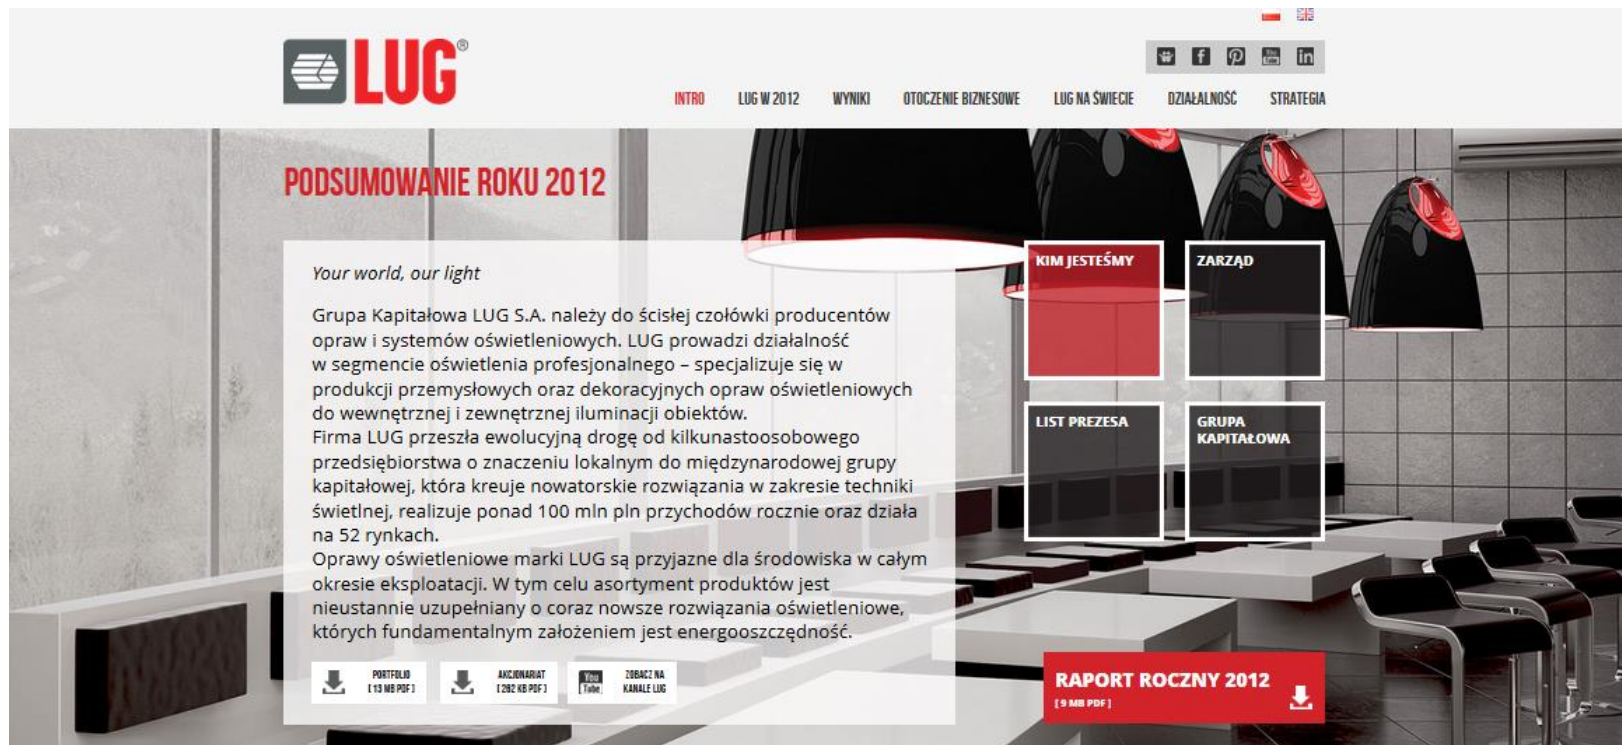 LUG®
INTRO LUG W 2012 WYNIKI OTOCZENIE BIZNESOWE LUG NA ŚWIECIE DZIAŁALNOŚĆ STRATEGIA
PODSUMOWANIE ROKU 2012
Your world, our light
Grupa Kapitałowa LUG S.A. należy do ścisłej czołówki producentów
opraw i systemów oświetleniowych. LUG prowadzi działalność
w segmencie oświetlenia profesjonalnego – specjalizuje się w
produkcji przemysłowych oraz dekoracyjnych opraw oświetleniowych
do wewnętrznej i zewnętrznej iluminacji obiektów.
Firma LUG przeszła ewolucyjną drogę od kilkunastoosobowego
przedsiębiorstwa o znaczeniu lokalnym do międzynarodowej grupy
kapitałowej, która kreuje nowatorskie rozwiązania w zakresie techniki
świetlnej, realizuje ponad 100 mln pln przychodów rocznie oraz działa
na 52 rynkach.
Oprawy oświetleniowe marki LUG są przyjazne dla środowiska w całym
okresie eksploatacji. W tym celu asortyment produktów jest
nieustannie uzupełniany o coraz nowsze rozwiązania oświetleniowe,
których fundamentalnym założeniem jest energooszczędność.
PORTFOLIO
[ 13 MB PDF ]
AKCJONARIAT
[ 282 KB PDF ]
You Tube
ZOBACZ NA
KANALE LUG
KIM JESTEŚMY
ZARZĄD
LIST PREZESA
GRUPA
KAPITAŁOWA
RAPORT ROCZNY 2012
[ 9 MB PDF ]